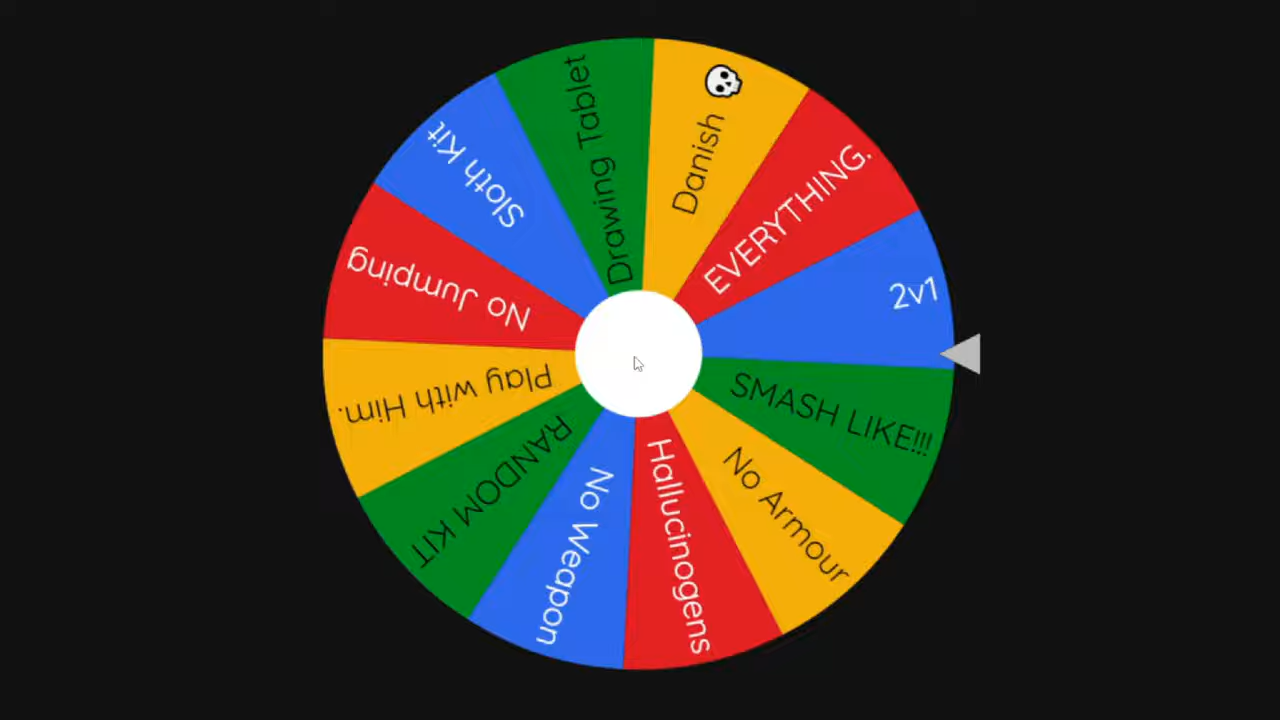 Drawing Tablet
Danish 💀
EVERYTHING.
2v1
SMASH LIKE!!!
No Armour
Hallucinogens
No Weapon
RANDOM KIT
Play with Him.
No Jumping
Sloth Kit